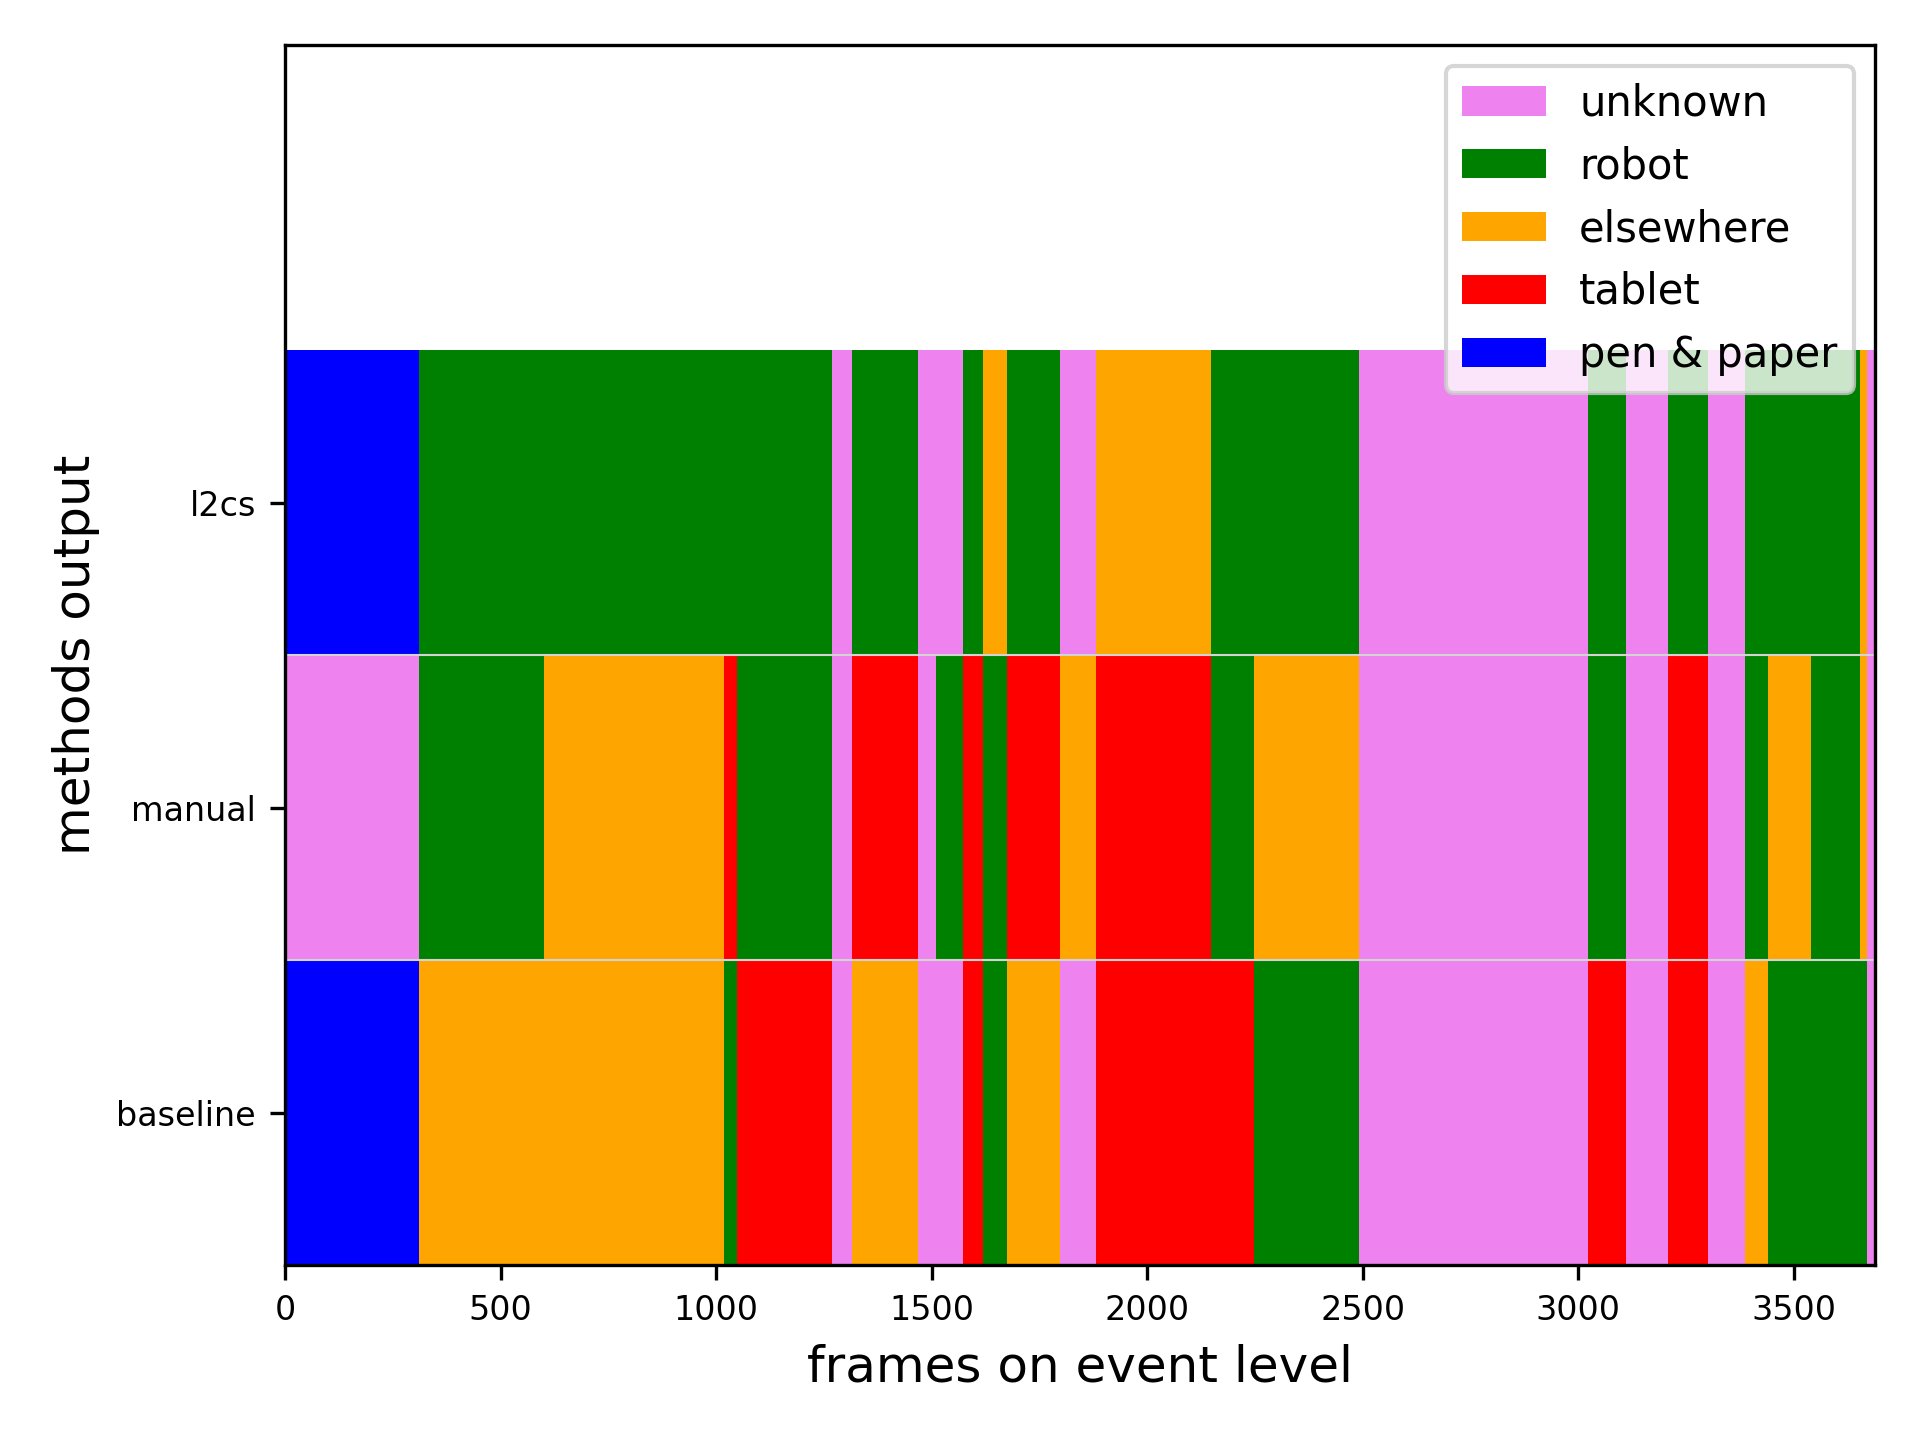 unknown
robot
elsewhere
tablet
pen & paper
methods output
l2cs
manual
baseline
0 500 1000 1500 2000 2500 3000 3500
frames on event level